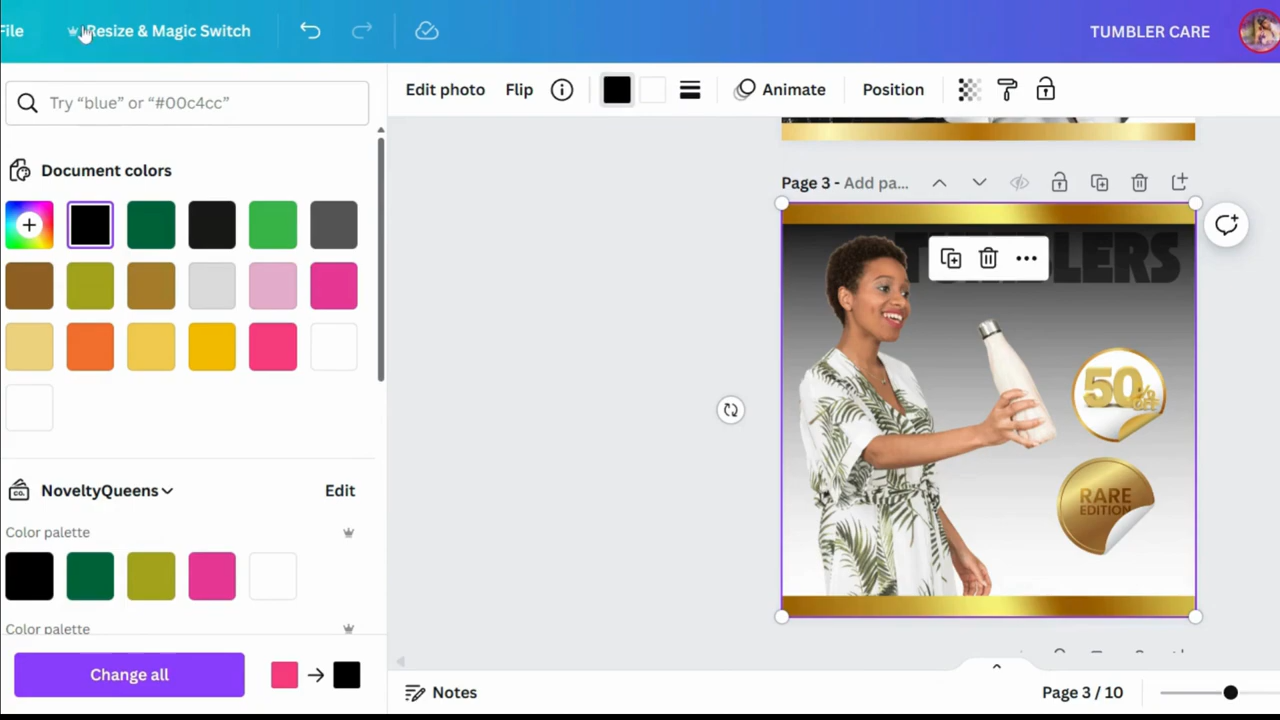 File
Resize & Magic Switch
TUMBLER CARE
Try “blue” or “#00c4cc”
Edit photo
Flip
Animate
Position
Document colors
Page 3 - Add pa...
TUMBLERS
50% OFF
RARE
EDITION
NoveltyQueens
Edit
Color palette
Color palette
Change all
Notes
Page 3 / 10